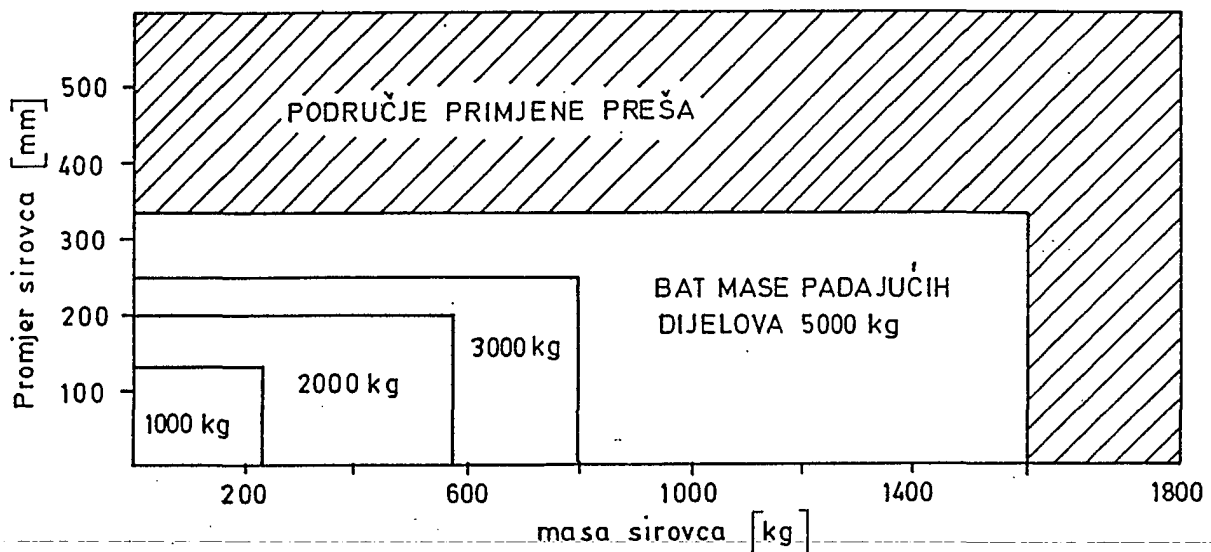 Promjer sirovca [mm]
500
400
300
200
100
PODRUČJE PRIMJENE PREŠA
BAT MASE PADAJUĆIH
DIJELOVA 5000 kg
3000 kg
2000 kg
1000 kg
200
600
1000
1400
1800
masa sirovca [kg]